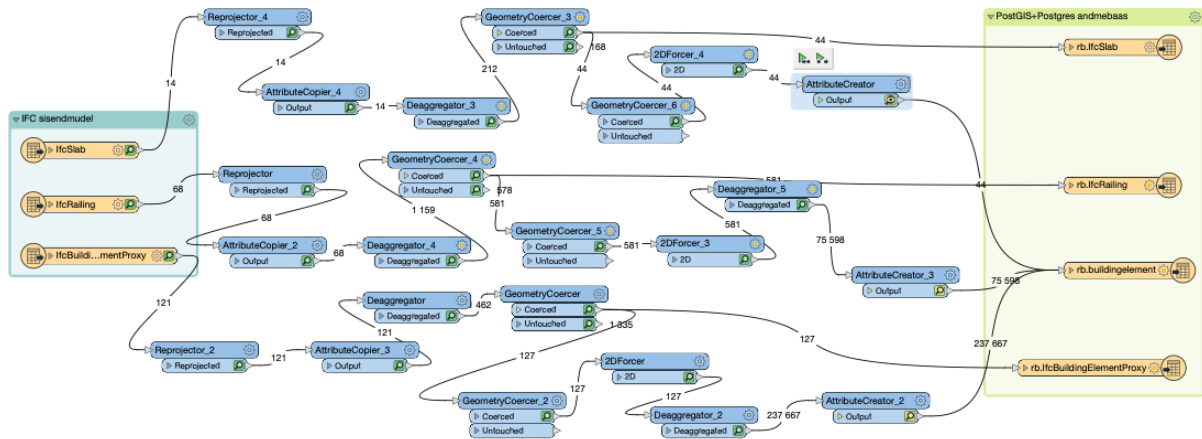 IFC sisendmudel
IfcSlab
IfcRailing
IfcBuildi...mentProxy
14
68
121
Reprojector_4
Reprojected
14
AttributeCopier_4
Output
14
Deaggregator_3
Deaggregated
212
GeometryCoercer_3
Coerced
Untouched
168
44
44
GeometryCoercer_6
Coerced
Untouched
44
2DForcer_4
2D
44
AttributeCreator
Output
44
Reprojector
Reprojected
68
AttributeCopier_2
Output
68
Deaggregator_4
Deaggregated
1 159
GeometryCoercer_4
Coerced
Untouched
578
581
581
GeometryCoercer_5
Coerced
Untouched
581
2DForcer_3
2D
581
Deaggregator_5
Deaggregated
75 598
AttributeCreator_3
Output
75 598
Reprojector_2
Reprojected
121
AttributeCopier_3
Output
121
Deaggregator
Deaggregated
462
GeometryCoercer
Coerced
Untouched
1 335
127
127
GeometryCoercer_2
Coerced
Untouched
127
2DForcer
2D
127
Deaggregator_2
Deaggregated
237 667
AttributeCreator_2
Output
237 667
PostGIS+Postgres andmebaas
rb.IfcSlab
rb.IfcRailing
rb.buildingelement
rb.IfcBuildingElementProxy